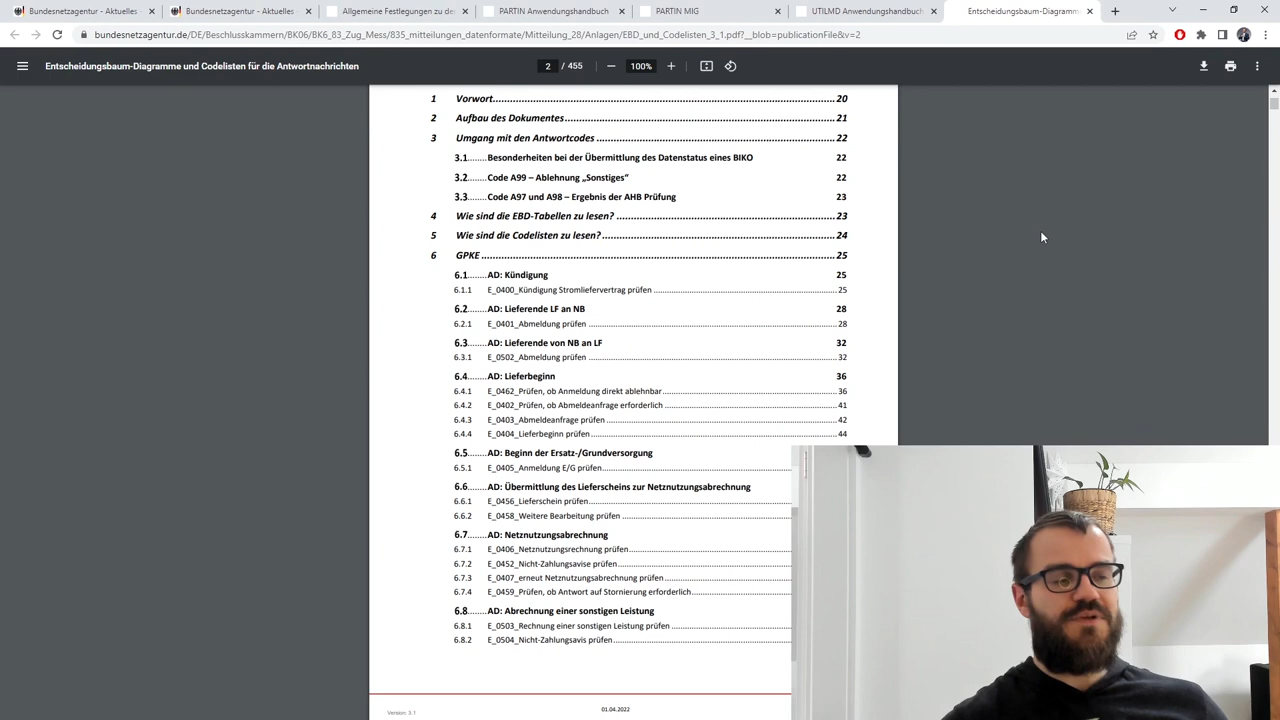 Bundesnetzagentur - Aktuelles
Bundesnetzagentur - Aktuelles
Allgemeine Festlegungen zu de
PARTIN Anwendungshandbuch
PARTIN MIG
UTILMD Anwendungshandbuch
Entscheidungsbaum-Diagramme
bundesnetzagentur.de/DE/Beschlusskammern/BK06/BK6_83_Zug_Mess/835_mitteilungen_datenformate/Mitteilung_28/Anlagen/EBD_und_Codelisten_3_1.pdf?__blob=publicationFile&v=2
Entscheidungsbaum-Diagramme und Codelisten für die Antwortnachrichten
2 / 455
100%
1 Vorwort 20
2 Aufbau des Dokumentes 21
3 Umgang mit den Antwortcodes 22
3.1 Besonderheiten bei der Übermittlung des Datenstatus eines BIKO 22
3.2 Code A99 – Ablehnung „Sonstiges“ 22
3.3 Code A97 und A98 – Ergebnis der AHB Prüfung 23
4 Wie sind die EBD-Tabellen zu lesen? 23
5 Wie sind die Codelisten zu lesen? 24
6 GPKE 25
6.1 AD: Kündigung 25
6.1.1 E_0400_Kündigung Stromliefervertrag prüfen 25
6.2 AD: Lieferende LF an NB 28
6.2.1 E_0401_Abmeldung prüfen 28
6.3 AD: Lieferende von NB an LF 32
6.3.1 E_0502_Abmeldung prüfen 32
6.4 AD: Lieferbeginn 36
6.4.1 E_0462_Prüfen, ob Anmeldung direkt ablehnbar 36
6.4.2 E_0402_Prüfen, ob Abmeldeanfrage erforderlich 41
6.4.3 E_0403_Abmeldeanfrage prüfen 42
6.4.4 E_0404_Lieferbeginn prüfen 44
6.5 AD: Beginn der Ersatz-/Grundversorgung
6.5.1 E_0405_Anmeldung E/G prüfen
6.6 AD: Übermittlung des Lieferscheins zur Netznutzungsabrechnung
6.6.1 E_0456_Lieferschein prüfen
6.6.2 E_0458_Weitere Bearbeitung prüfen
6.7 AD: Netznutzungsabrechnung
6.7.1 E_0406_Netznutzungsrechnung prüfen
6.7.2 E_0452_Nicht-Zahlungsavise prüfen
6.7.3 E_0407_erneut Netznutzungsabrechnung prüfen
6.7.4 E_0459_Prüfen, ob Antwort auf Stornierung erforderlich
6.8 AD: Abrechnung einer sonstigen Leistung
6.8.1 E_0503_Rechnung einer sonstigen Leistung prüfen
6.8.2 E_0504_Nicht-Zahlungsavis prüfen
Version: 3.1
01.04.2022